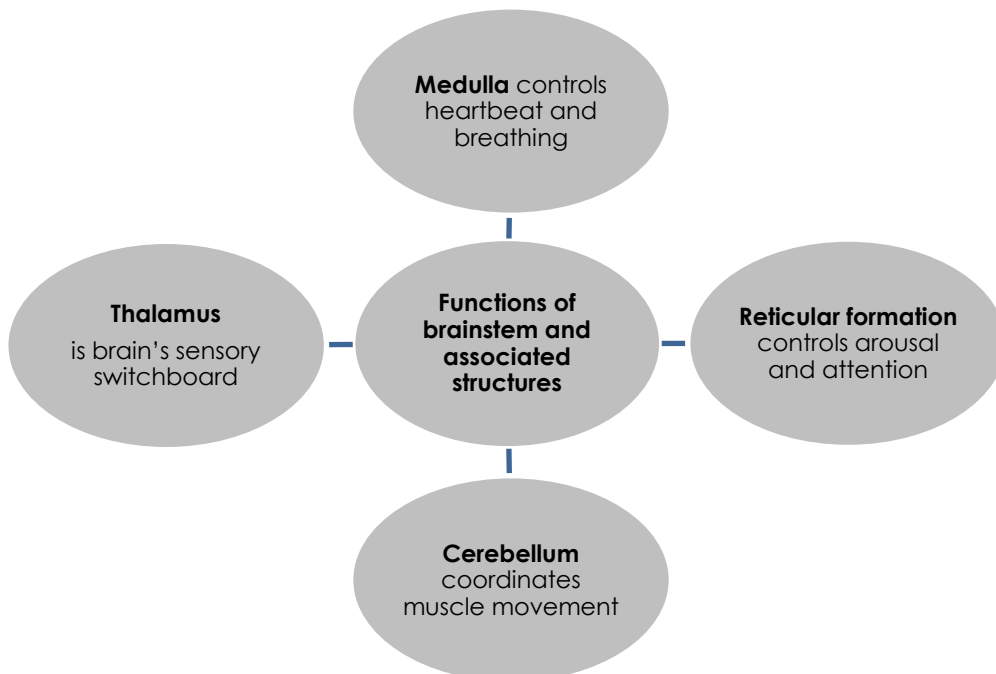 Medulla controls
heartbeat and
breathing
Thalamus
is brain’s sensory
switchboard
Functions of
brainstem and
associated
structures
Reticular formation
controls arousal
and attention
Cerebellum
coordinates
muscle movement